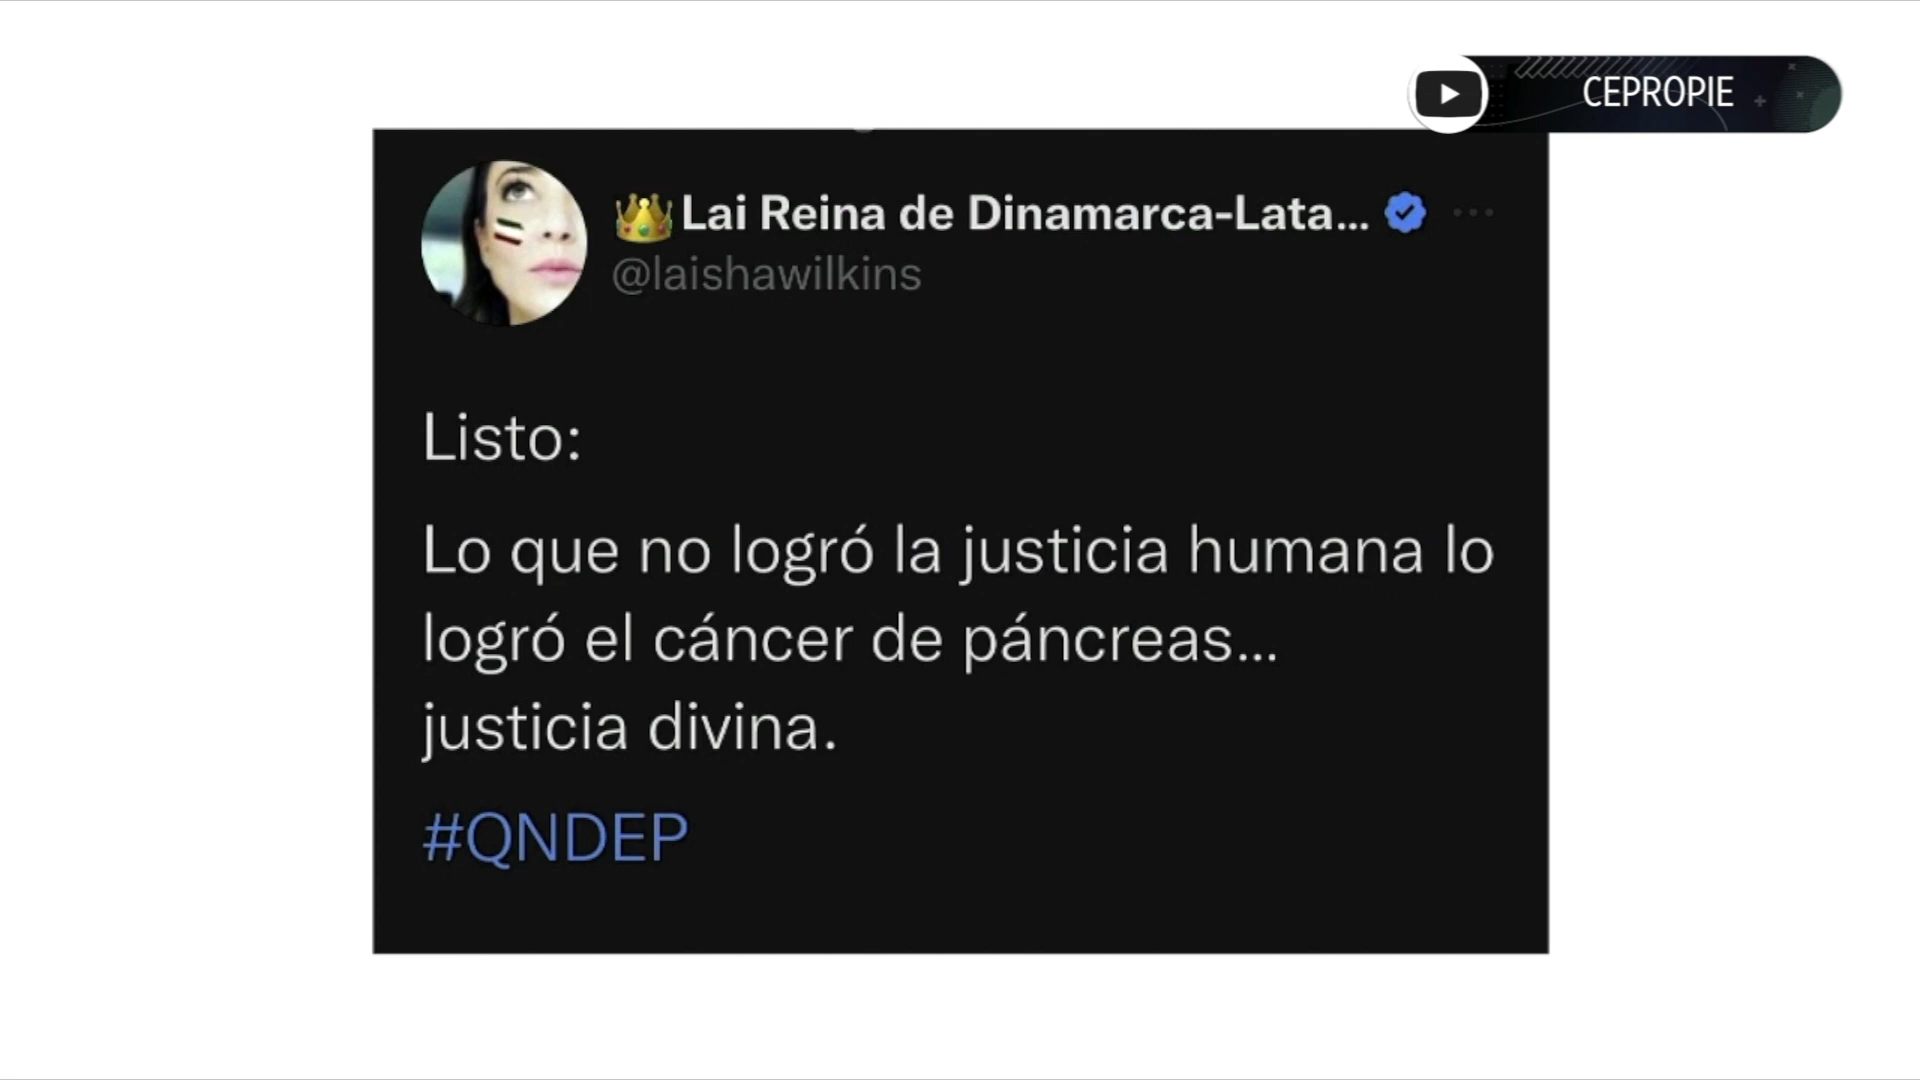 CEPROPIE
👑 Lai Reina de Dinamarca-Lata...
@laishawilkins
Listo:
Lo que no logró la justicia humana lo
logró el cáncer de páncreas...
justicia divina.
#QNDEP